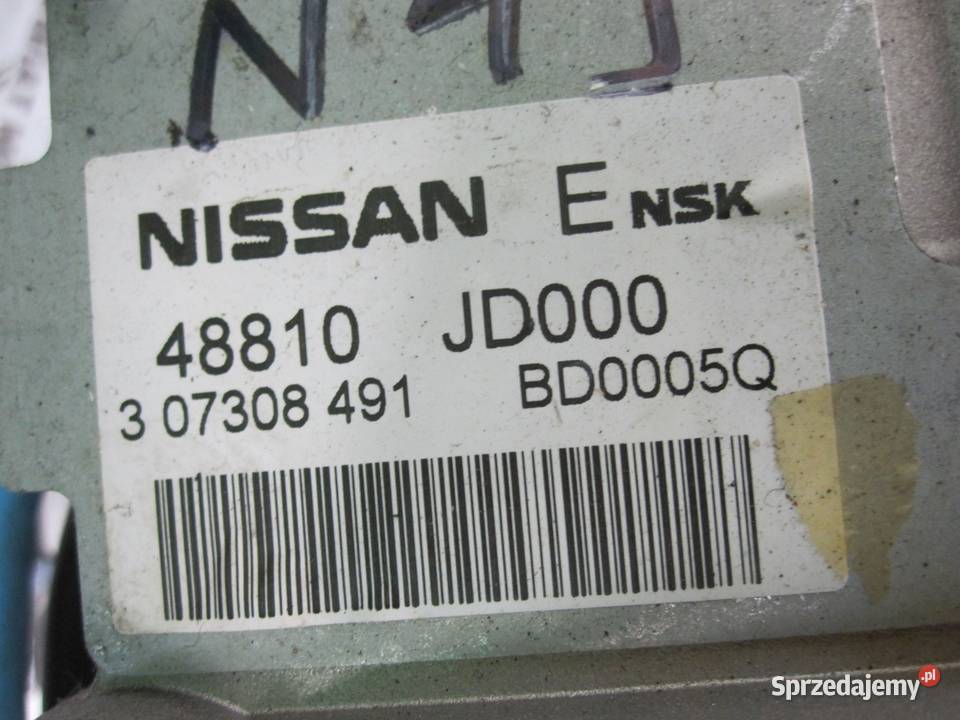 NISSAN E NSK
48810 JD000
3 07308 491 BD0005Q
Sprzedajemy.pl